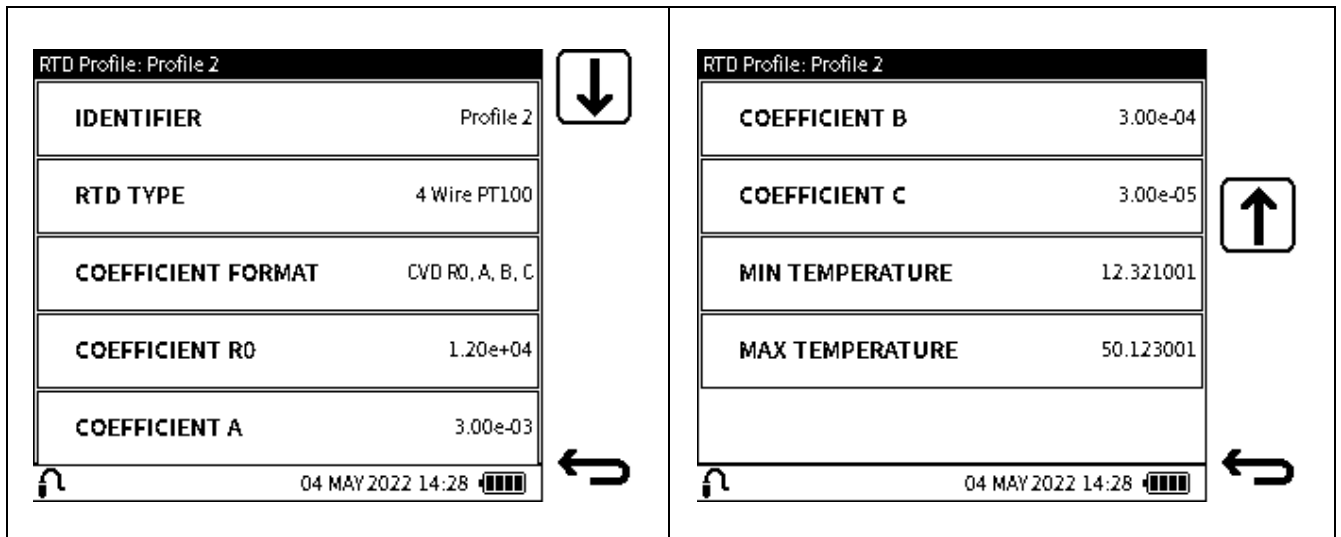 RTD Profile: Profile 2
IDENTIFIER Profile 2
RTD TYPE 4 Wire PT100
COEFFICIENT FORMAT CVD R0, A, B, C
COEFFICIENT R0 1.20e+04
COEFFICIENT A 3.00e-03
04 MAY 2022 14:28
RTD Profile: Profile 2
COEFFICIENT B 3.00e-04
COEFFICIENT C 3.00e-05
MIN TEMPERATURE 12.321001
MAX TEMPERATURE 50.123001
04 MAY 2022 14:28